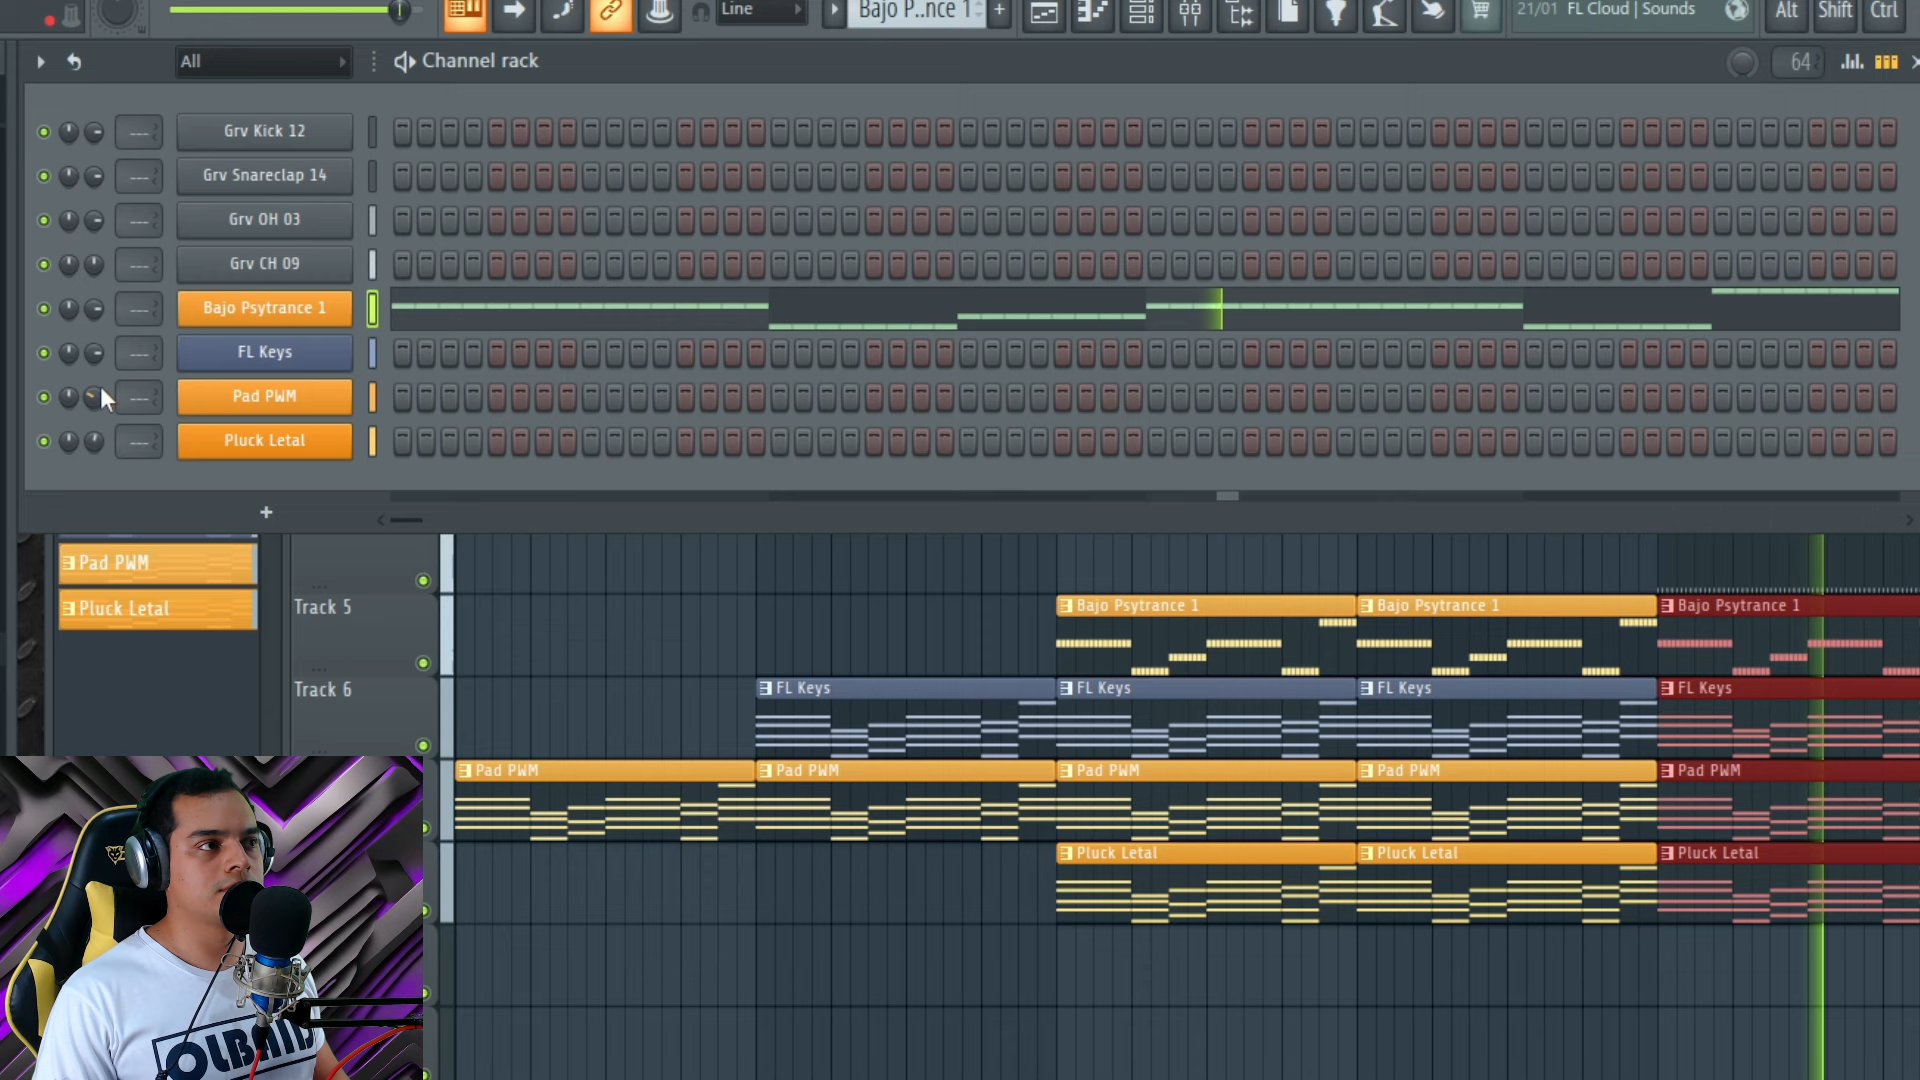 Line
Bajo P..nce 1
+
21/01 FL Cloud | Sounds
Alt
Shift
Ctrl
All
Channel rack
64
Grv Kick 12
Grv Snareclap 14
Grv OH 03
Grv CH 09
Bajo Psytrance 1
FL Keys
Pad PWM
Pluck Letal
+
Pad PWM
Pluck Letal
Track 5
Bajo Psytrance 1
Bajo Psytrance 1
Bajo Psytrance 1
Track 6
FL Keys
FL Keys
FL Keys
FL Keys
Pad PWM
Pad PWM
Pad PWM
Pad PWM
Pad PWM
Pluck Letal
Pluck Letal
Pluck Letal